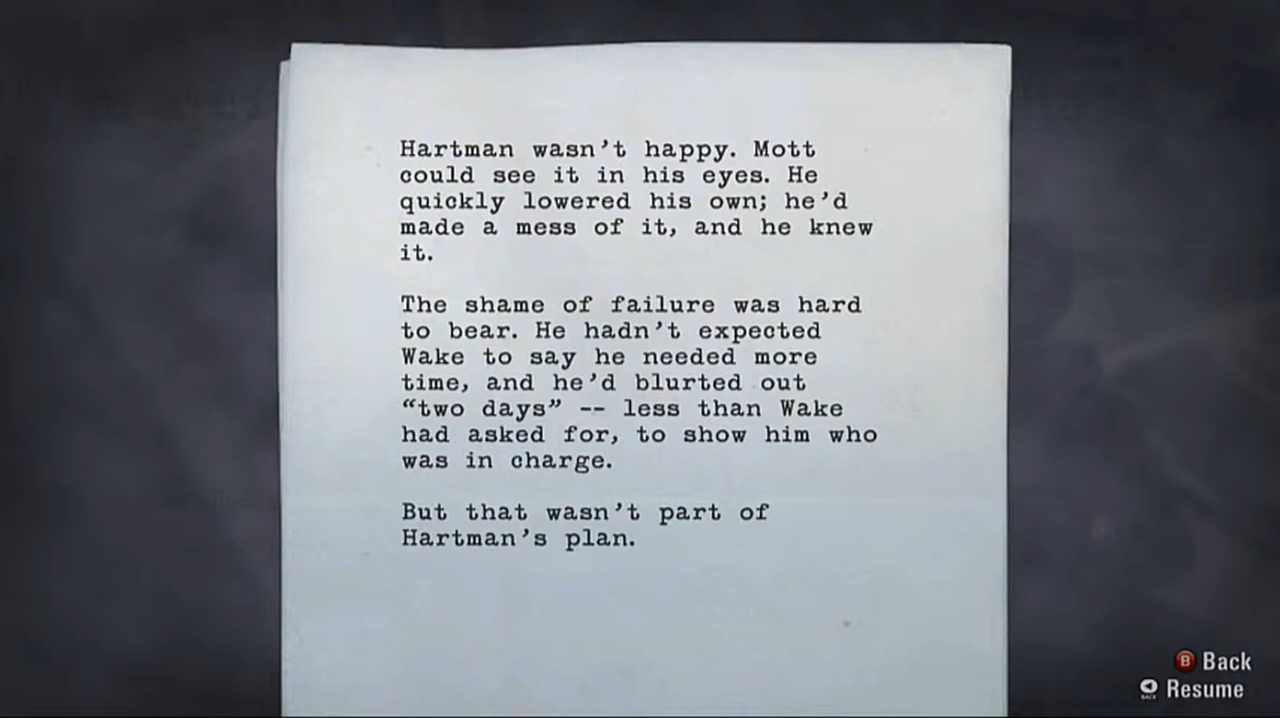 Hartman wasn't happy. Mott
could see it in his eyes. He
quickly lowered his own; he'd
made a mess of it, and he knew
it.
The shame of failure was hard
to bear. He hadn't expected
Wake to say he needed more
time, and he'd blurted out
“two days” -- less than Wake
had asked for, to show him who
was in charge.
But that wasn't part of
Hartman's plan.
B Back
BACK Resume